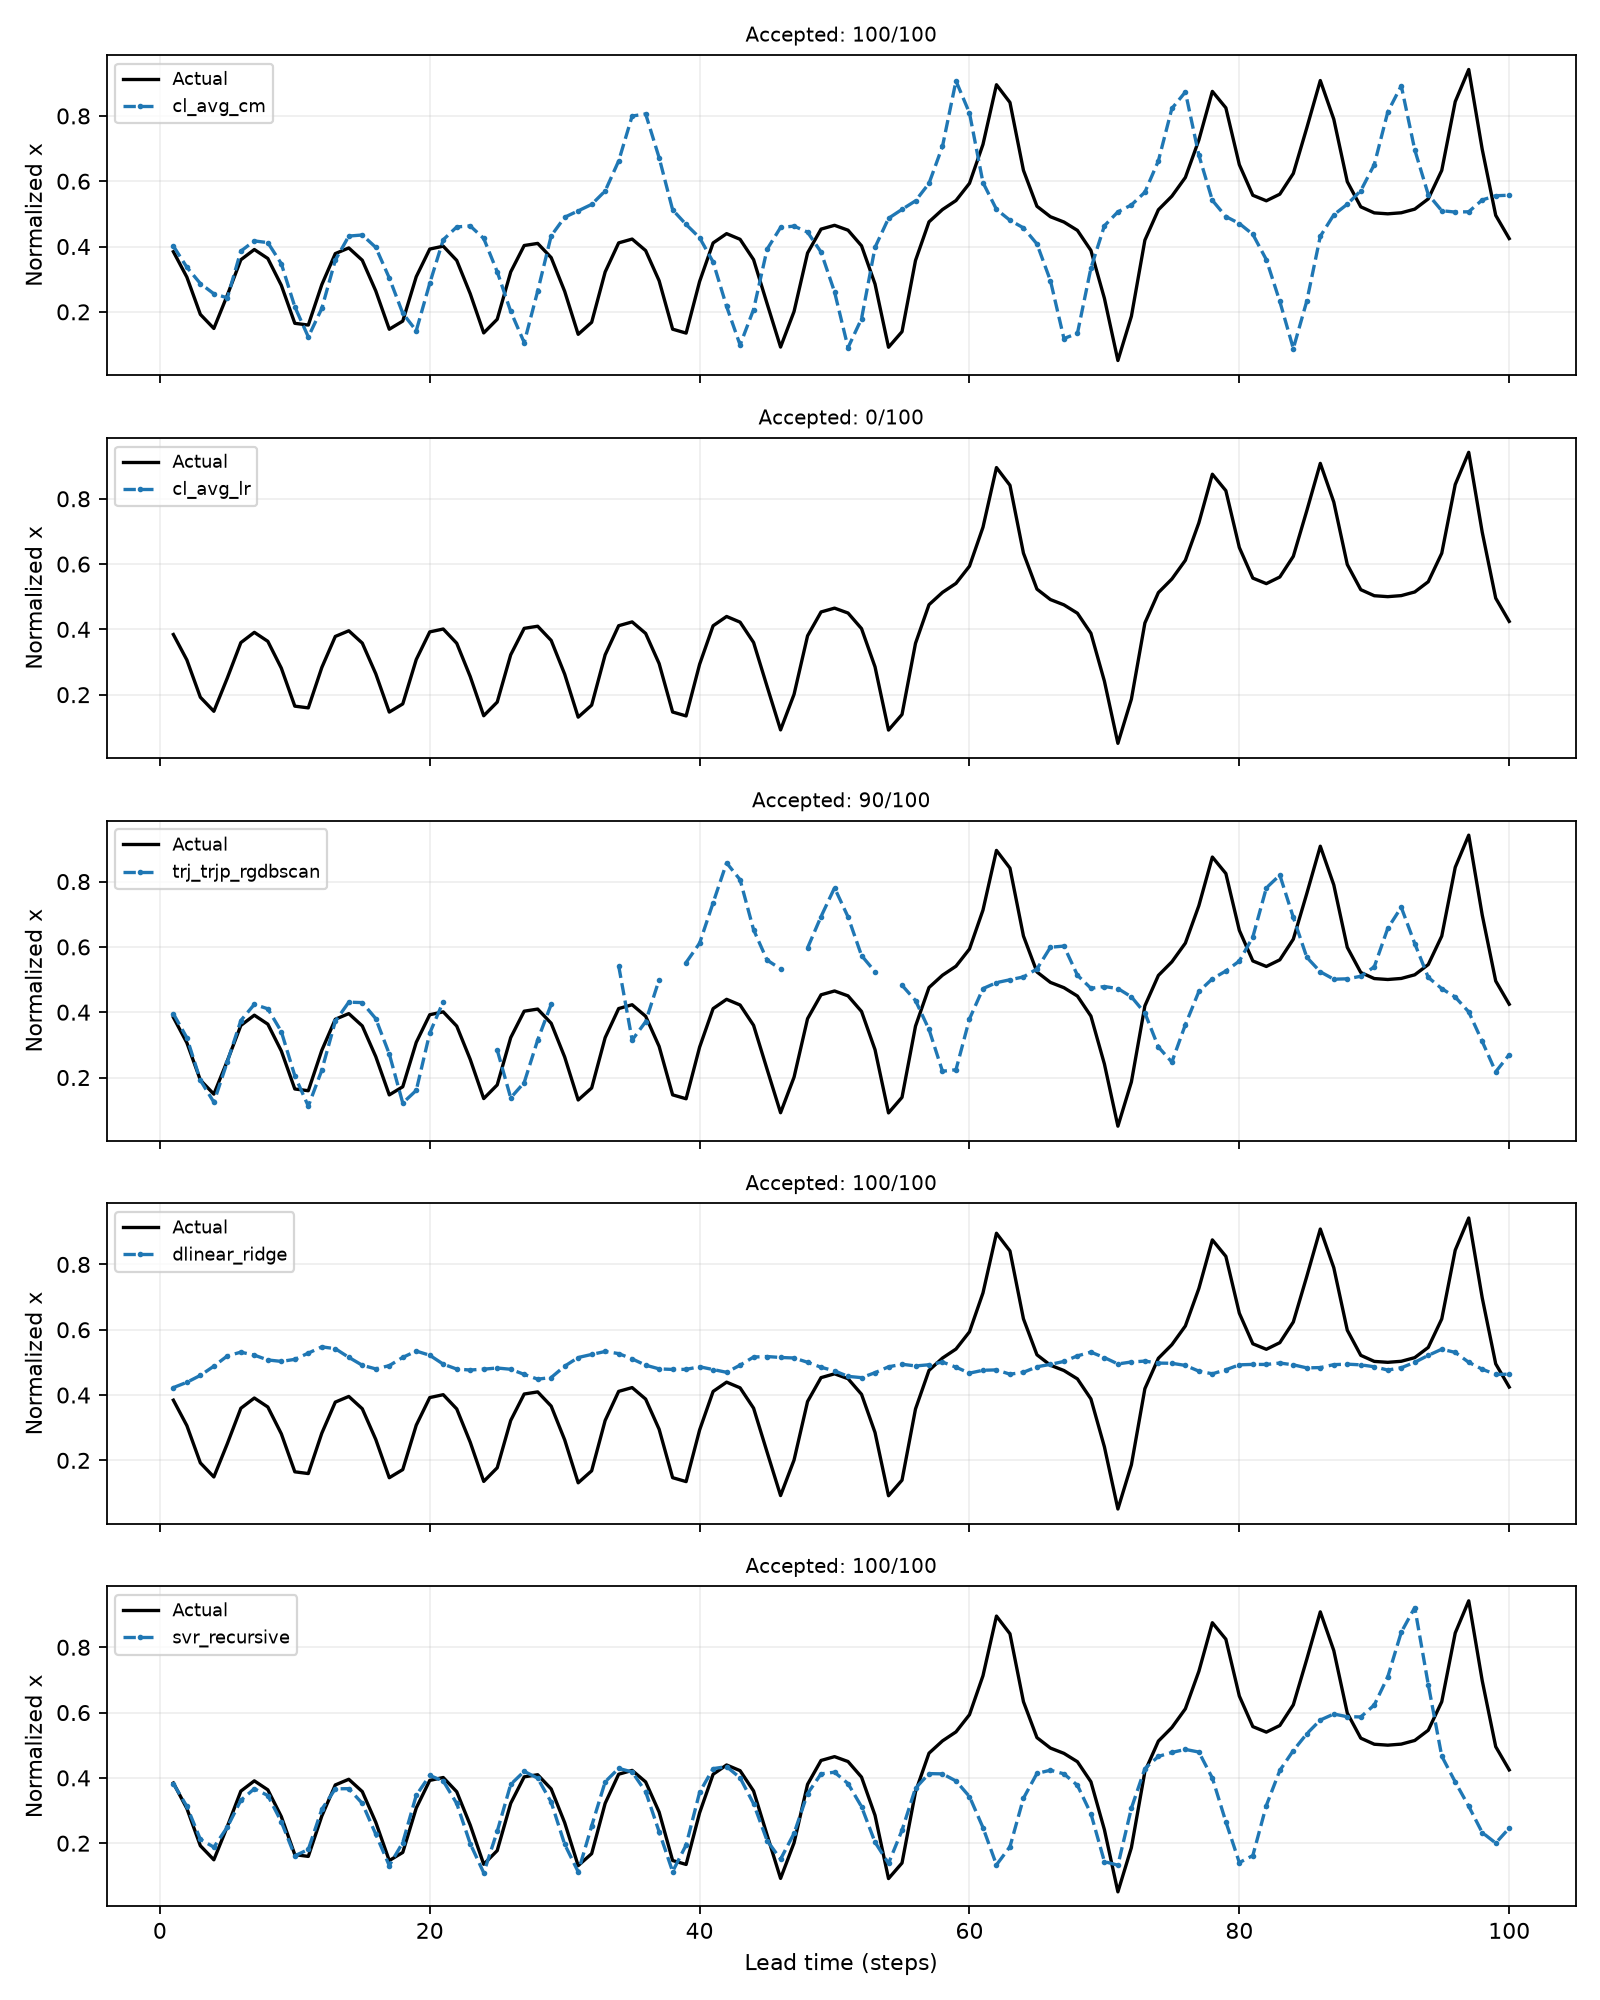 Accepted: 100/100
Actual
cl_avg_cm
Normalized x
0.8
0.6
0.4
0.2
Accepted: 0/100
Actual
cl_avg_lr
Normalized x
0.8
0.6
0.4
0.2
Accepted: 90/100
Actual
trj_trjp_rgdbscan
Normalized x
0.8
0.6
0.4
0.2
Accepted: 100/100
Actual
dlinear_ridge
Normalized x
0.8
0.6
0.4
0.2
Accepted: 100/100
Actual
svr_recursive
Normalized x
0.8
0.6
0.4
0.2
0 20 40 60 80 100
Lead time (steps)